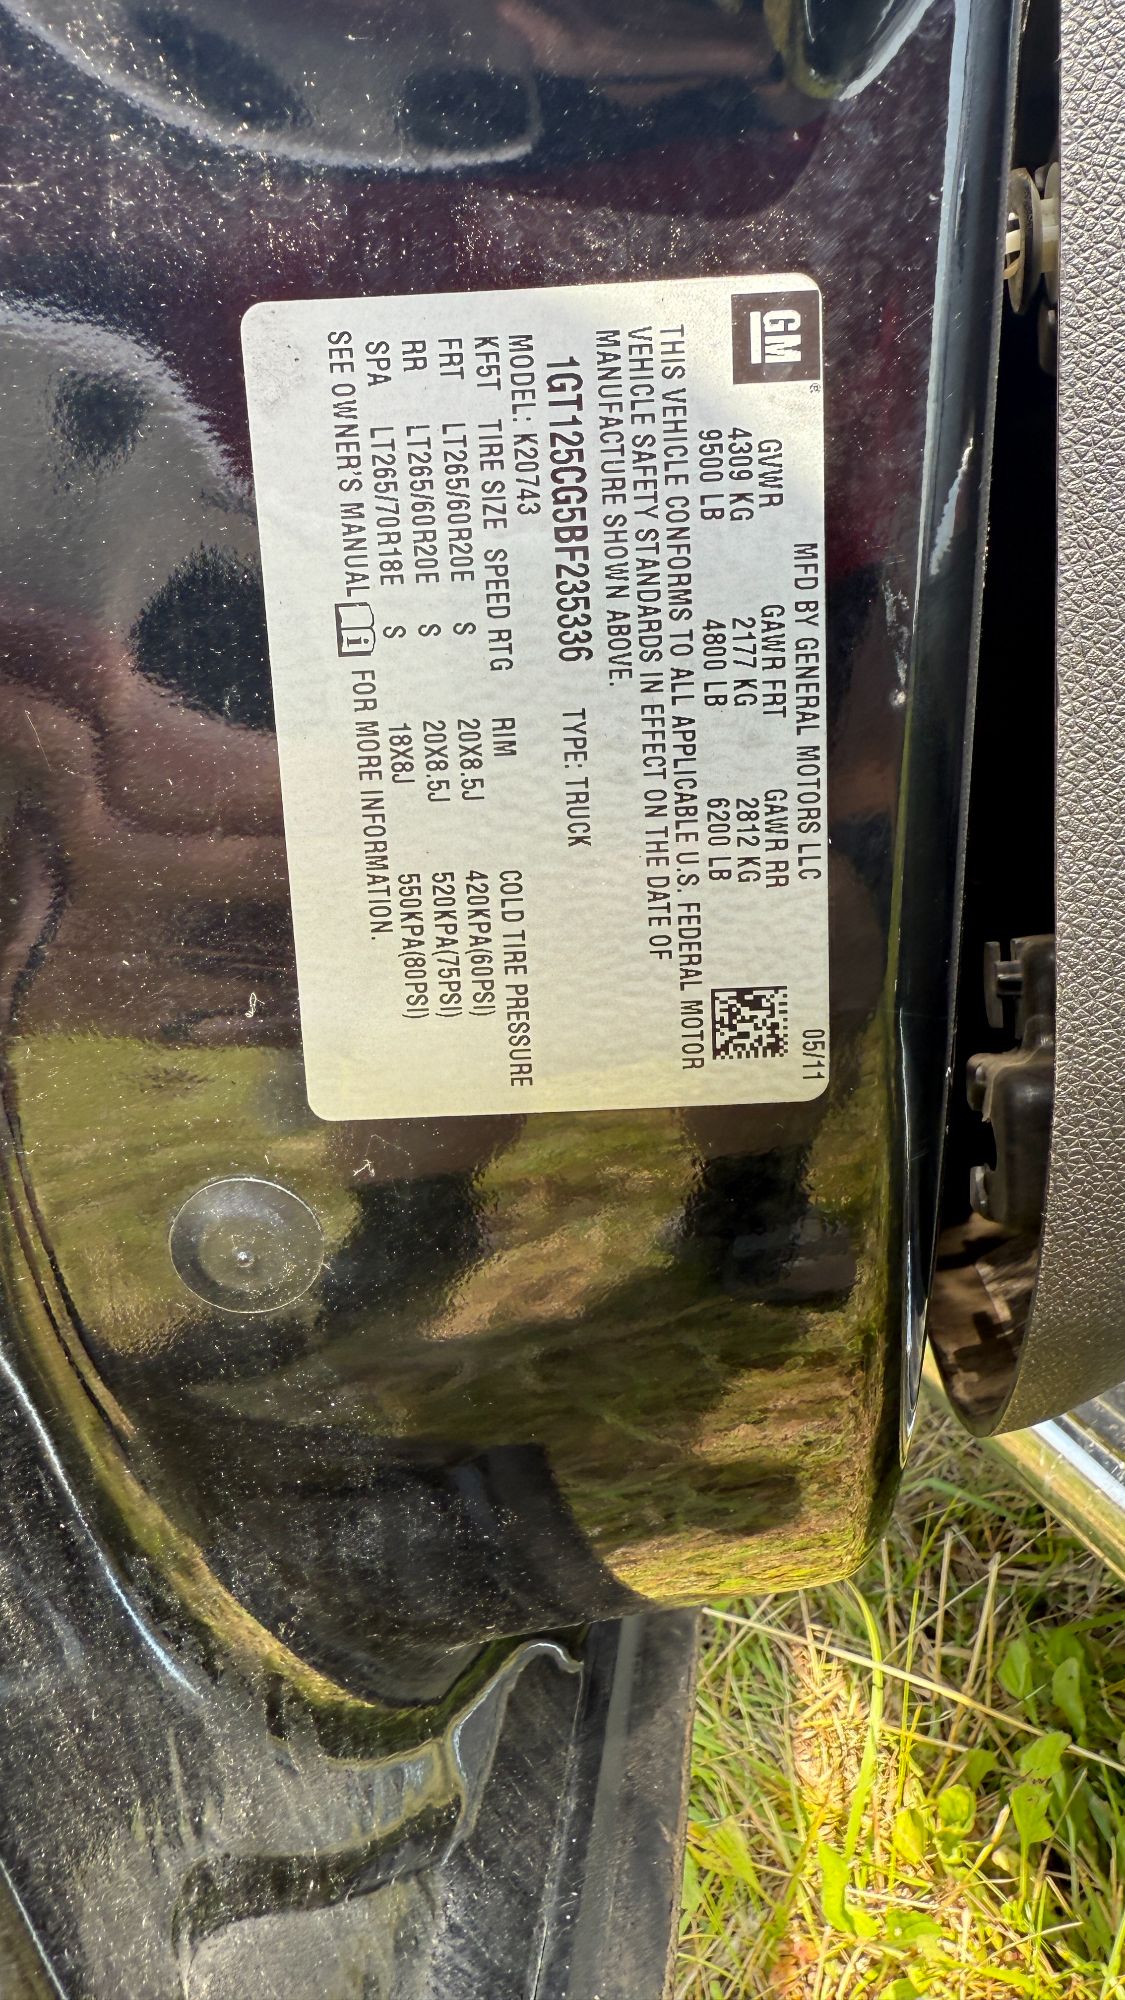 GM ®
MFD BY GENERAL MOTORS LLC 05/11
GVWR GAWR FRT GAWR RR
4309 KG 2177 KG 2812 KG
9500 LB 4800 LB 6200 LB
THIS VEHICLE CONFORMS TO ALL APPLICABLE U.S. FEDERAL MOTOR
VEHICLE SAFETY STANDARDS IN EFFECT ON THE DATE OF
MANUFACTURE SHOWN ABOVE.
1GT125CG5BF235336 TYPE: TRUCK
MODEL: K20743
KF5T TIRE SIZE SPEED RTG RIM COLD TIRE PRESSURE
FRT LT265/60R20E S 20X8.5J 420KPA(60PSI)
RR LT265/60R20E S 20X8.5J 520KPA(75PSI)
SPA LT265/70R18E S 18X8J 550KPA(80PSI)
SEE OWNER'S MANUAL i FOR MORE INFORMATION.